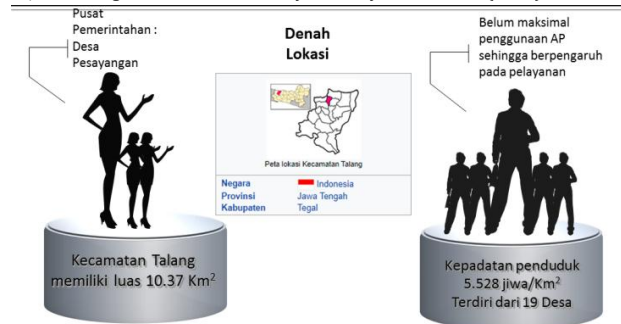 Pusat
Pemerintahan :
Desa
Pesayangan
Denah
Lokasi
Belum maksimal
penggunaan AP
sehingga berpengaruh
pada pelayanan
Peta lokasi Kecamatan Talang
Negara Indonesia
Provinsi Jawa Tengah
Kabupaten Tegal
Kecamatan Talang
memiliki luas 10.37 Km²
Kepadatan penduduk
5.528 jiwa/Km²
Terdiri dari 19 Desa